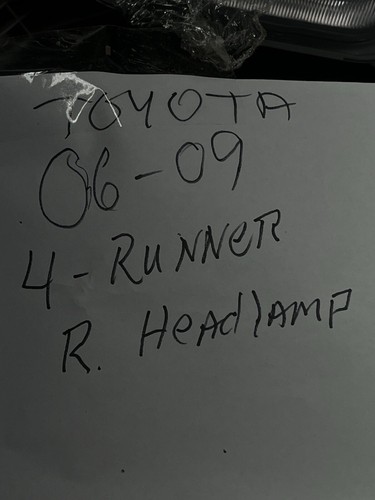 TOYOTA
06-09
4-RUNNER
R. HeadlAMP